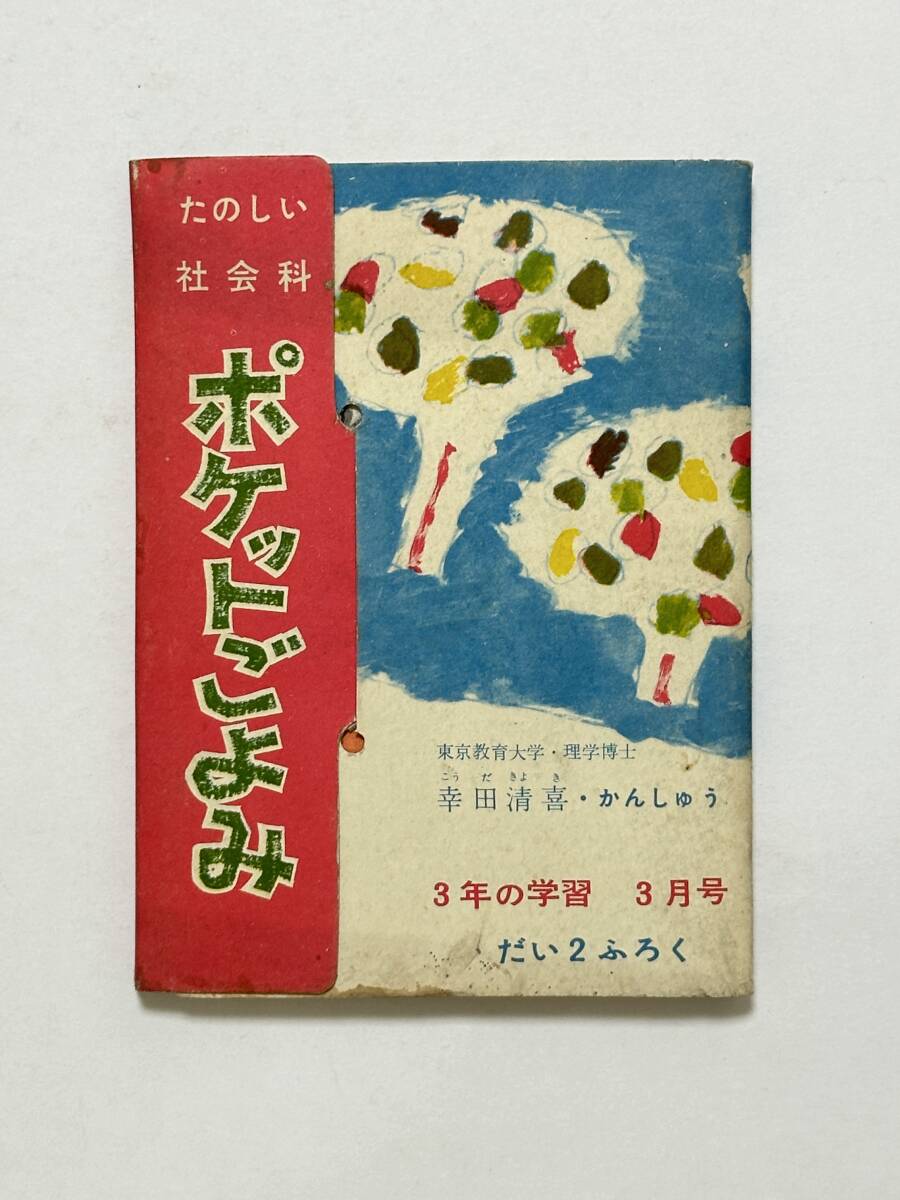 たのしい
社会科
ポケットごよみ
東京教育大学・理学博士
こうだきよき
幸田清喜・かんしゅう
3年の学習 3月号
だい2ふろく